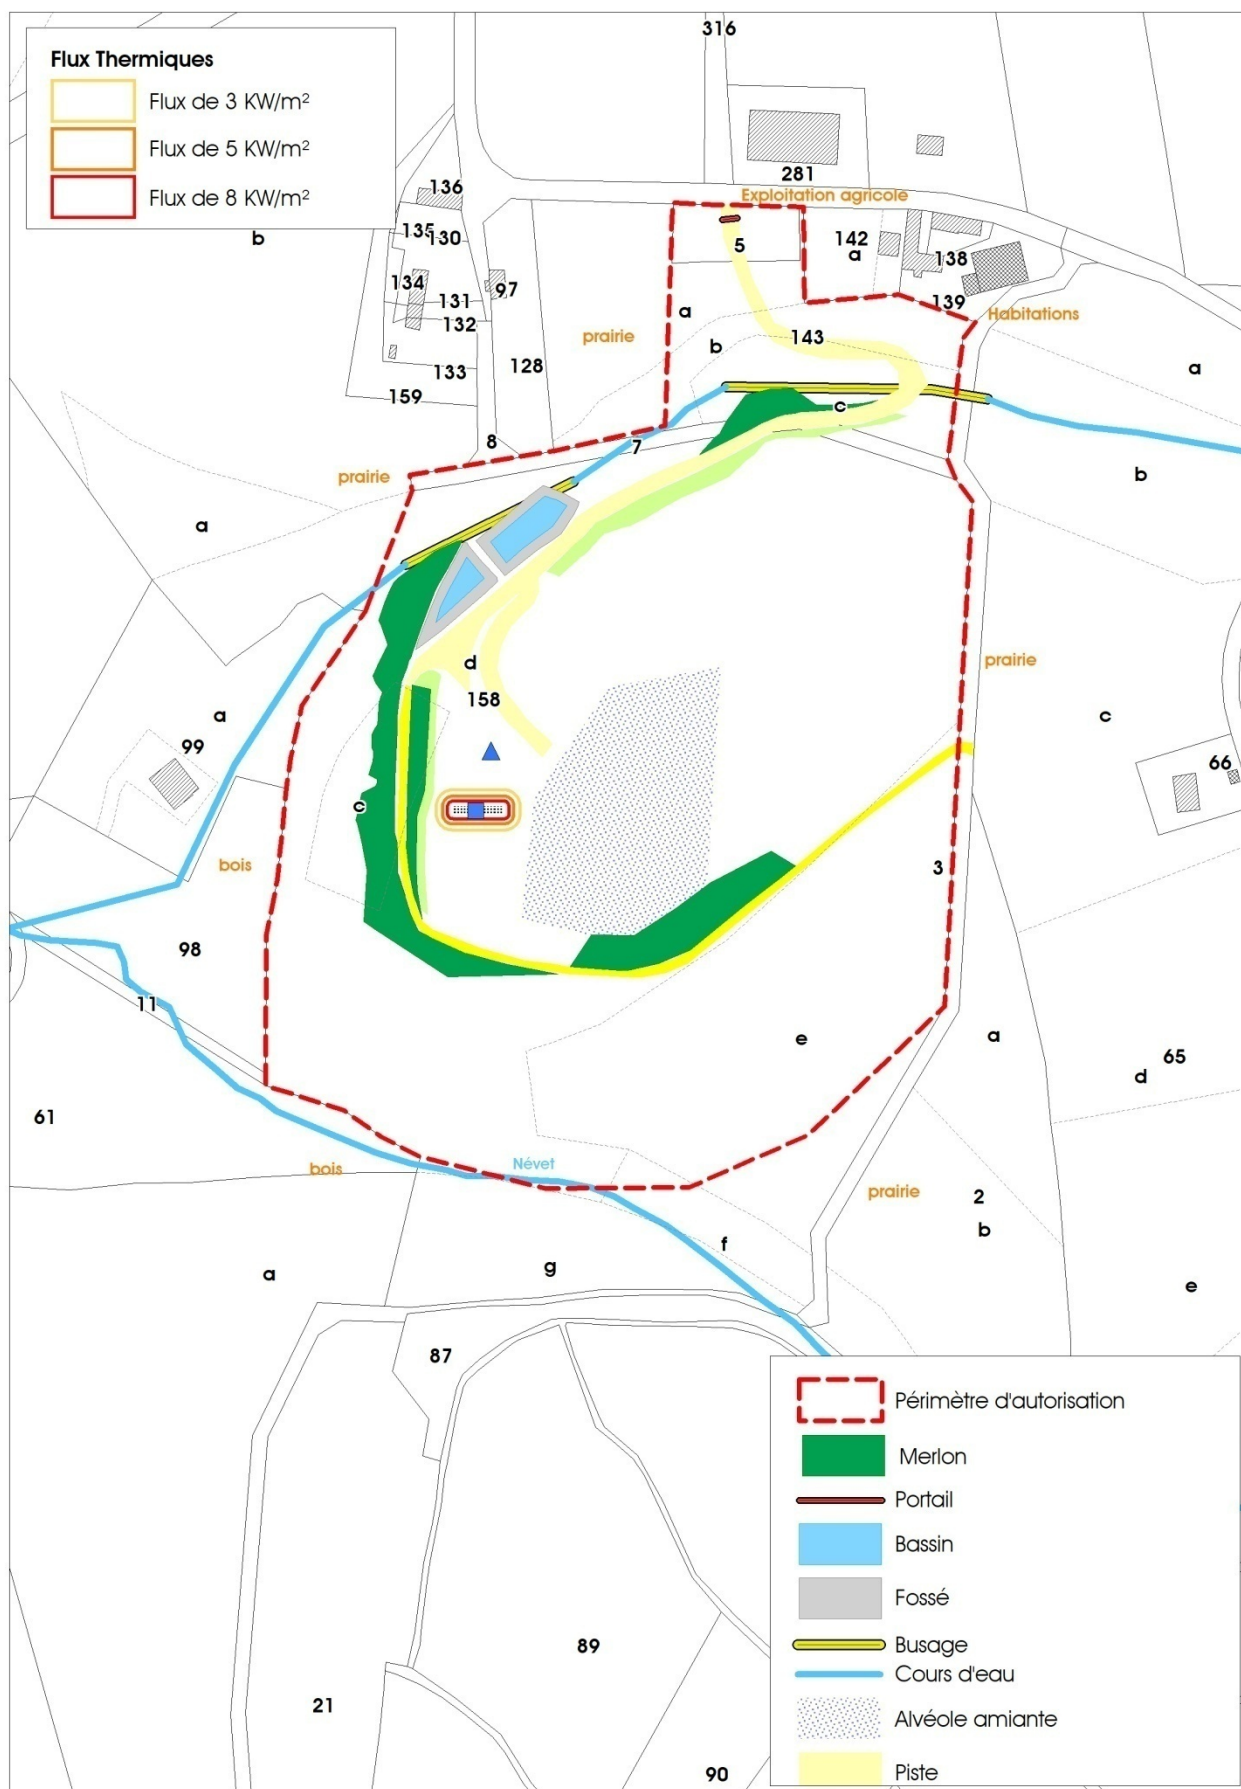 316
Flux Thermiques
Flux de 3 KW/m²
Flux de 5 KW/m²
Flux de 8 KW/m²
281
136
Exploitation agricole
135
130
b
5
142
a
138
134
97
131
132
139
Habitations
a
prairie
143
b
128
133
a
159
c
8
7
prairie
b
a
d
prairie
158
a
c
99
66
c
bois
3
98
11
e
a
65
d
61
Névet
bois
prairie
2
b
f
g
a
e
87
Périmètre d'autorisation
Merlon
Portail
Bassin
Fossé
89
Busage
Cours d'eau
21
Alvéole amiante
90
Piste